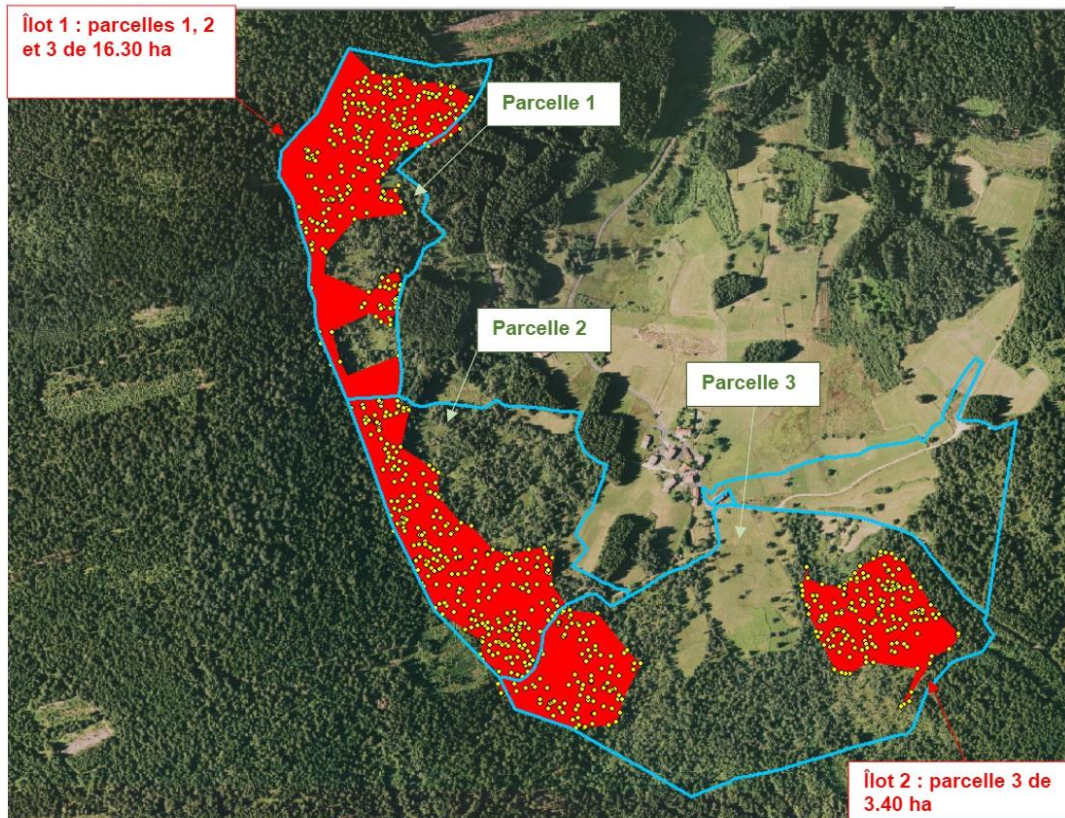 Îlot 1 : parcelles 1, 2
et 3 de 16.30 ha
Parcelle 1
Parcelle 2
Parcelle 3
Îlot 2 : parcelle 3 de
3.40 ha